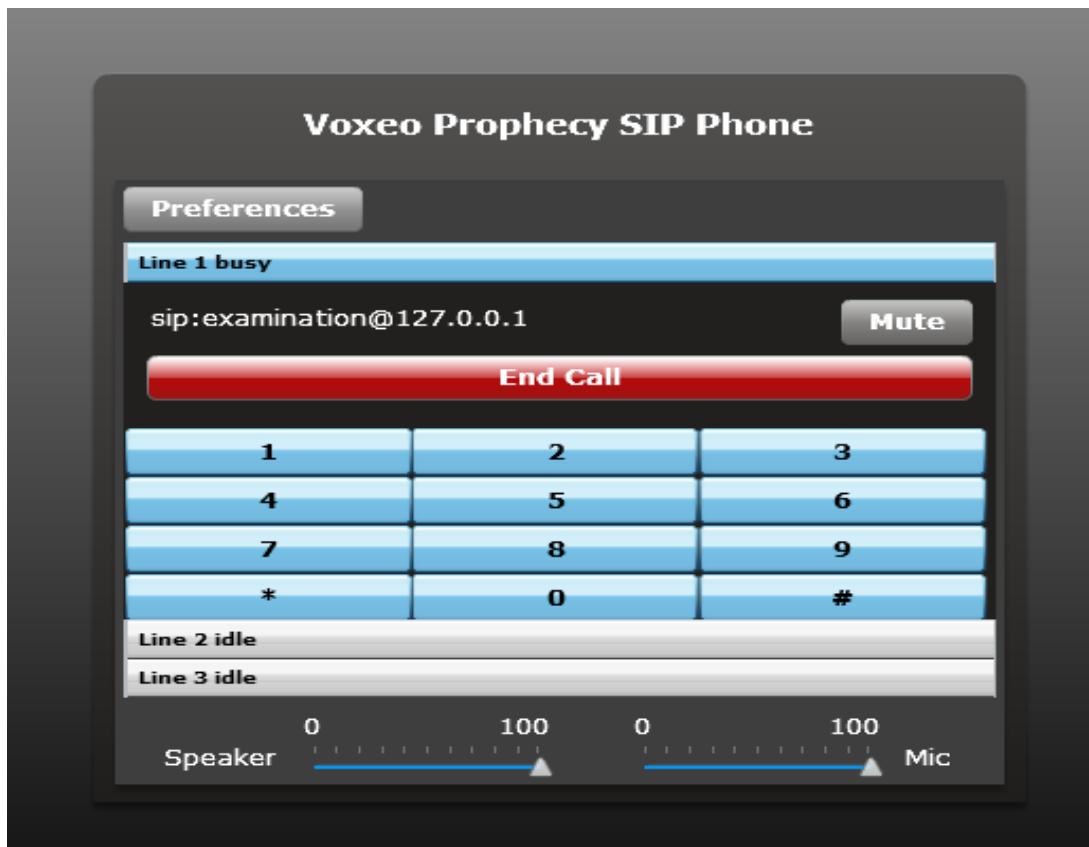 Voxeo Prophecy SIP Phone
Preferences
Line 1 busy
sip:examination@127.0.0.1 Mute
End Call
1 2 3
4 5 6
7 8 9
* 0 #
Line 2 idle
Line 3 idle
0 100 0 100
Speaker Mic